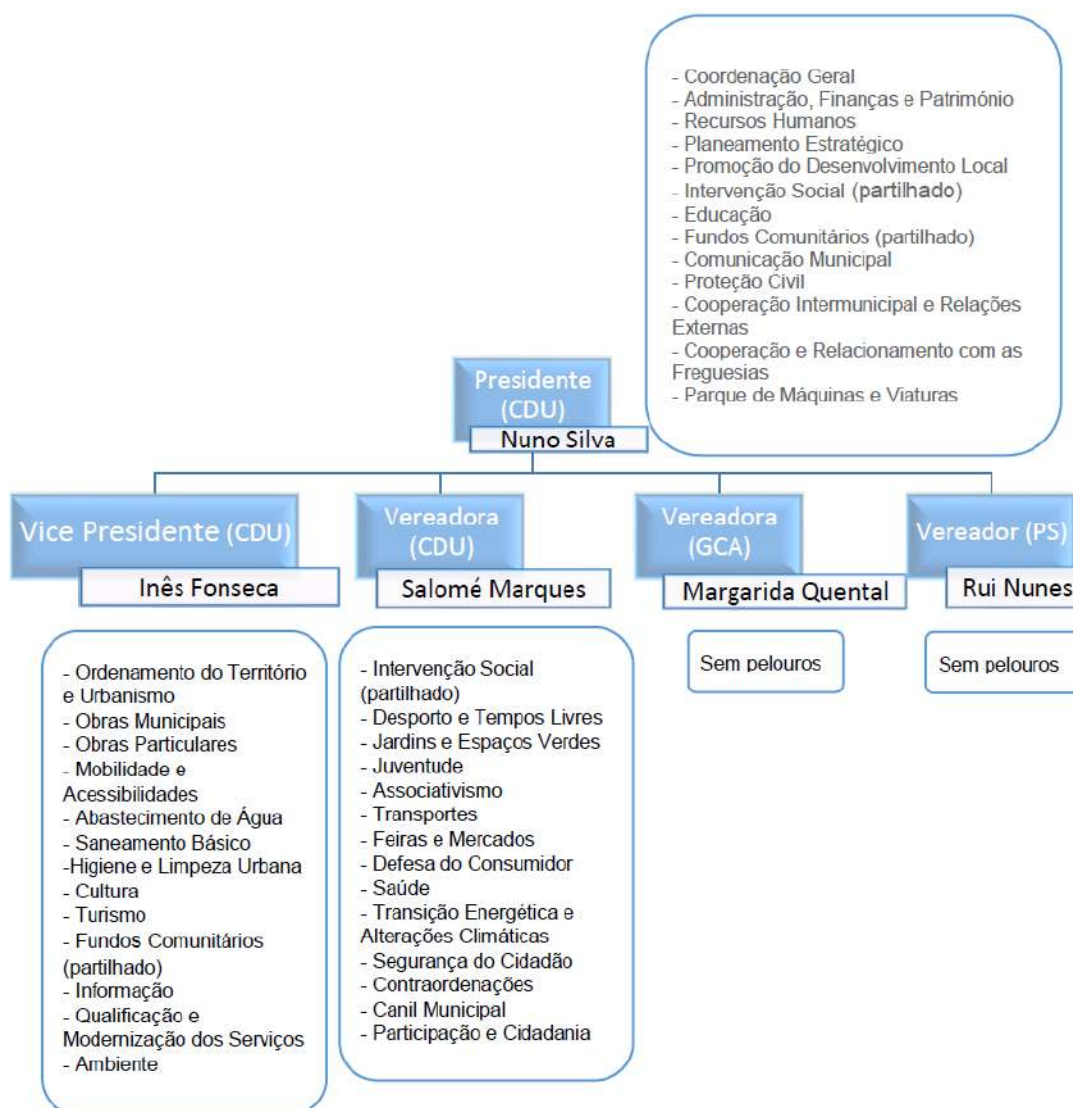 - Coordenação Geral
- Administração, Finanças e Património
- Recursos Humanos
- Planeamento Estratégico
- Promoção do Desenvolvimento Local
- Intervenção Social (partilhado)
- Educação
- Fundos Comunitários (partilhado)
- Comunicação Municipal
- Proteção Civil
- Cooperação Intermunicipal e Relações
Externas
- Cooperação e Relacionamento com as
Freguesias
- Parque de Máquinas e Viaturas
Presidente
(CDU)
Nuno Silva
Vice Presidente (CDU)
Inês Fonseca
- Ordenamento do Território
e Urbanismo
- Obras Municipais
- Obras Particulares
- Mobilidade e
Acessibilidades
- Abastecimento de Água
- Saneamento Básico
-Higiene e Limpeza Urbana
- Cultura
- Turismo
- Fundos Comunitários
(partilhado)
- Informação
- Qualificação e
Modernização dos Serviços
- Ambiente
Vereadora
(CDU)
Salomé Marques
- Intervenção Social
(partilhado)
- Desporto e Tempos Livres
- Jardins e Espaços Verdes
- Juventude
- Associativismo
- Transportes
- Feiras e Mercados
- Defesa do Consumidor
- Saúde
- Transição Energética e
Alterações Climáticas
- Segurança do Cidadão
- Contraordenações
- Canil Municipal
- Participação e Cidadania
Vereadora
(GCA)
Margarida Quental
Sem pelouros
Vereador (PS)
Rui Nunes
Sem pelouros